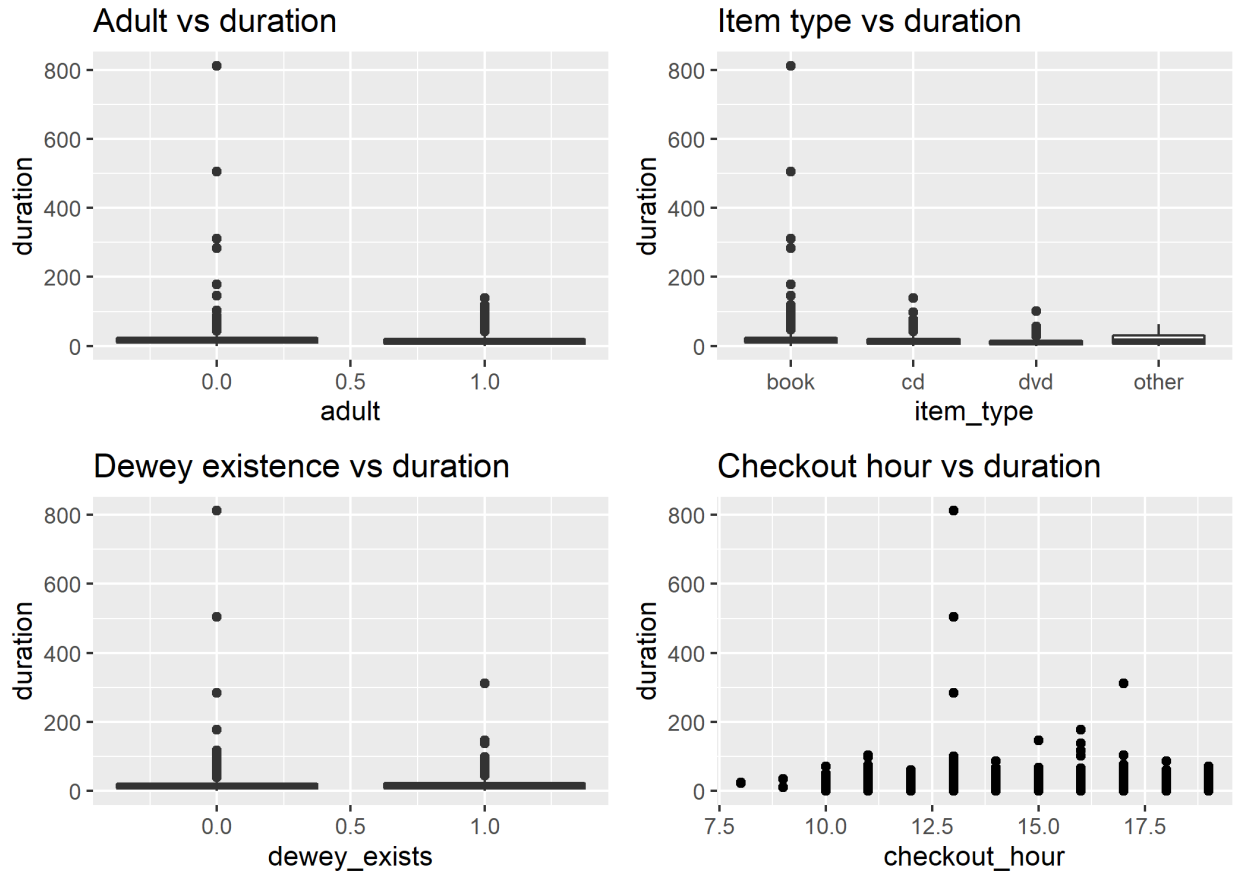 Adult vs duration
800
600
400
200
0
duration
0.0 0.5 1.0
adult
Item type vs duration
800
600
400
200
0
duration
book cd dvd other
item_type
Dewey existence vs duration
800
600
400
200
0
duration
0.0 0.5 1.0
dewey_exists
Checkout hour vs duration
800
600
400
200
0
duration
7.5 10.0 12.5 15.0 17.5
checkout_hour